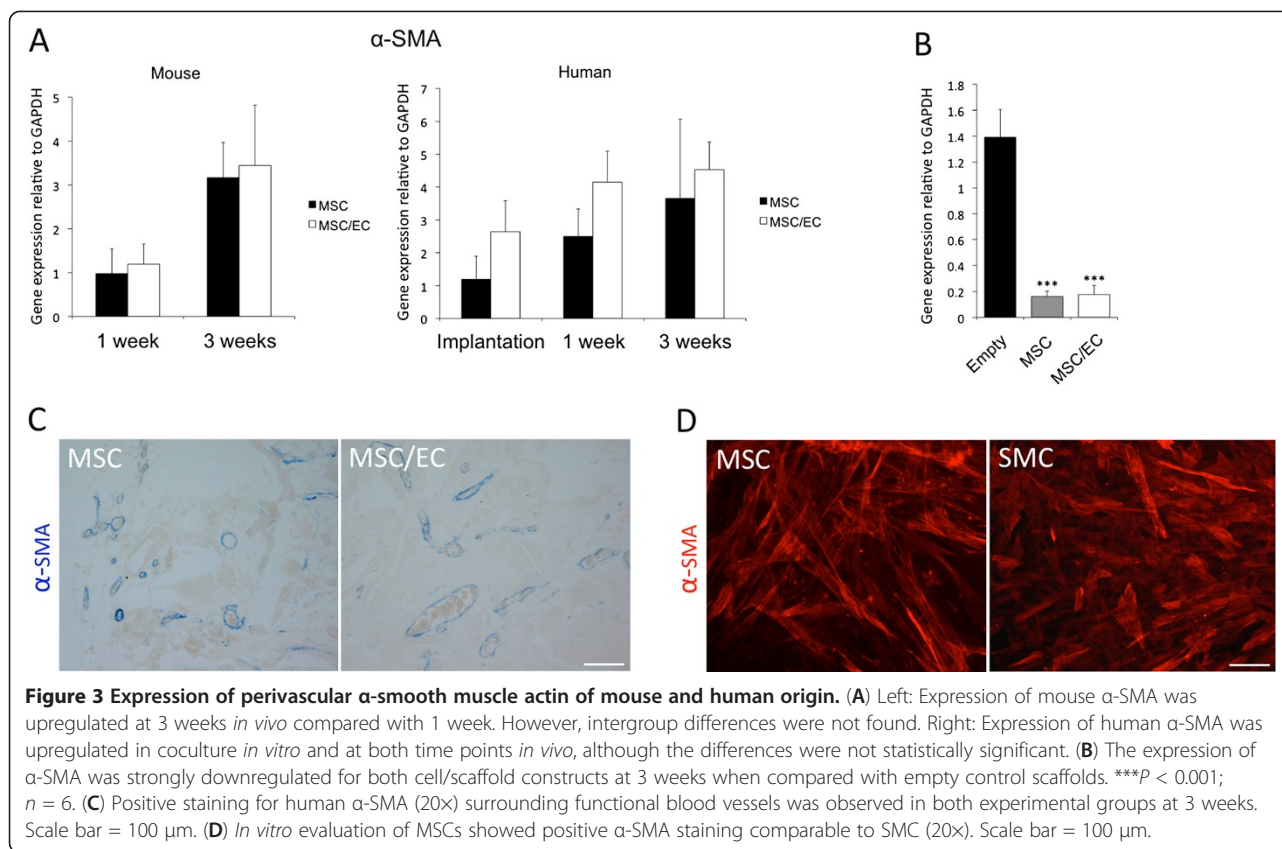 A
α-SMA
B
Mouse
Human
Gene expression relative to GAPDH
5
4
3
2
1
0
1 week
3 weeks
MSC
MSC/EC
Gene expression relative to GAPDH
7
6
5
4
3
2
1
0
Implantation
1 week
3 weeks
MSC
MSC/EC
Gene expression relative to GAPDH
1.8
1.6
1.4
1.2
1
0.8
0.6
0.4
0.2
0
***
***
Empty
MSC
MSC/EC
C
α-SMA
MSC
MSC/EC
D
α-SMA
MSC
SMC
Figure 3 Expression of perivascular α-smooth muscle actin of mouse and human origin. (A) Left: Expression of mouse α-SMA was
upregulated at 3 weeks in vivo compared with 1 week. However, intergroup differences were not found. Right: Expression of human α-SMA was
upregulated in coculture in vitro and at both time points in vivo, although the differences were not statistically significant. (B) The expression of
α-SMA was strongly downregulated for both cell/scaffold constructs at 3 weeks when compared with empty control scaffolds. ***P < 0.001;
n = 6. (C) Positive staining for human α-SMA (20×) surrounding functional blood vessels was observed in both experimental groups at 3 weeks.
Scale bar = 100 μm. (D) In vitro evaluation of MSCs showed positive α-SMA staining comparable to SMC (20×). Scale bar = 100 μm.